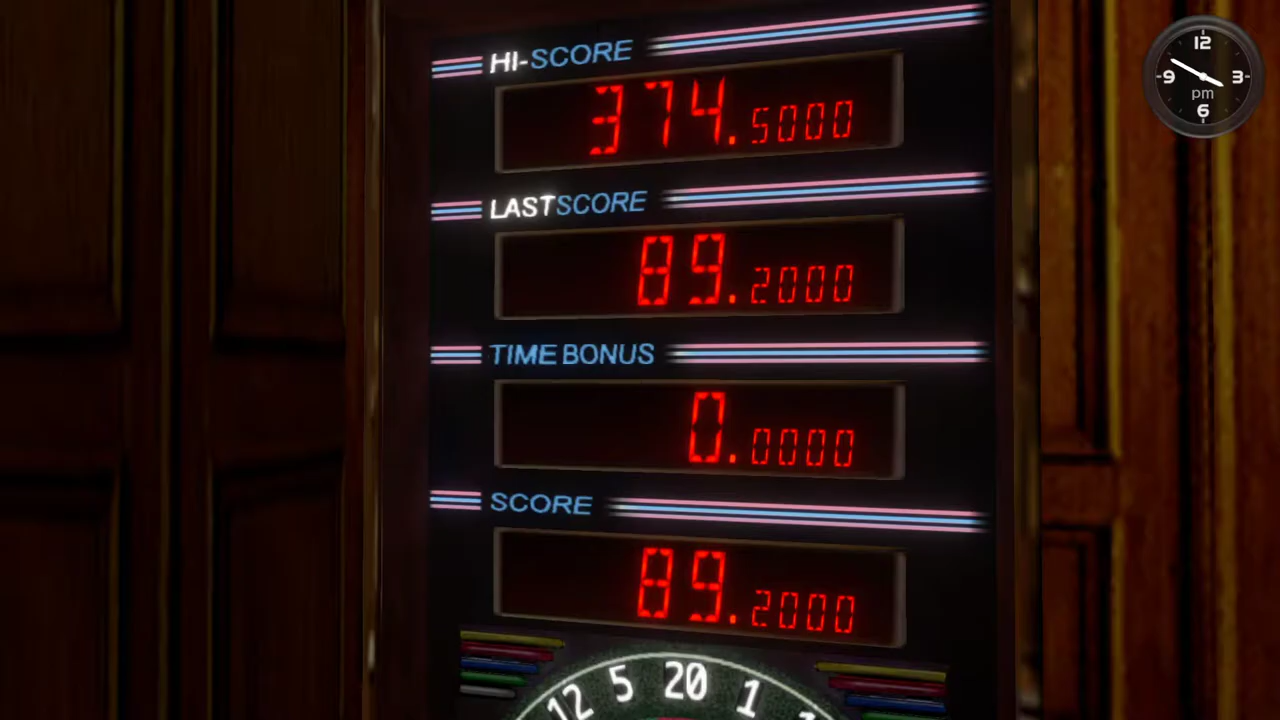 HI-SCORE
374.5000
LASTSCORE
89.2000
TIME BONUS
0.0000
SCORE
89.2000
12 5 20 1
12
9 3
pm
6